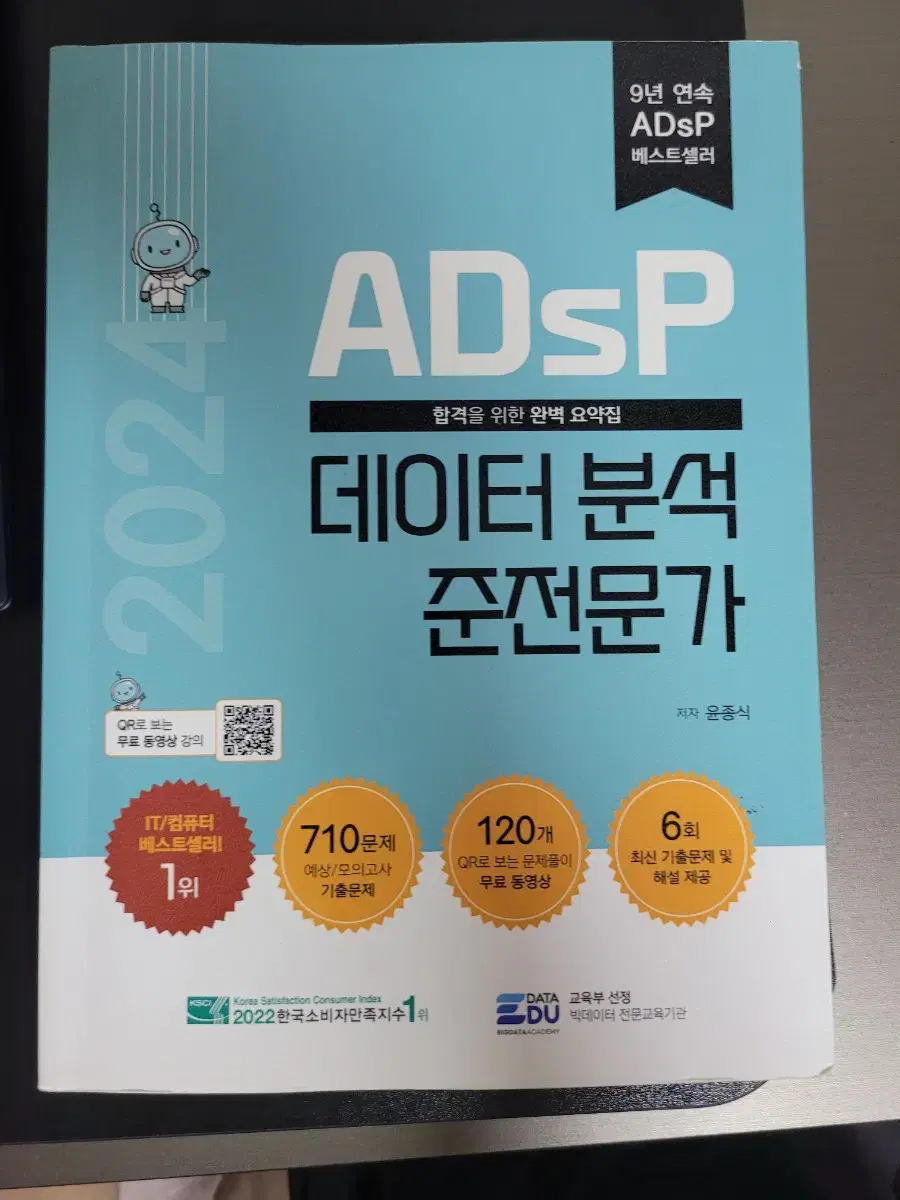 9년 연속
ADsP
베스트셀러
ADsP
합격을 위한 완벽 요약집
데이터 분석
준전문가
2024
저자 윤종식
QR로 보는
무료 동영상 강의
IT/컴퓨터
베스트셀러!
1위
710문제
예상/모의고사
기출문제
120개
QR로 보는 문제풀이
무료 동영상
6회
최신 기출문제 및
해설 제공
KSCI
Korea Satisfaction Consumer Index
2022한국소비자만족지수1위
DATA
EDU
BIGDATAACADEMY
교육부 선정
빅데이터 전문교육기관